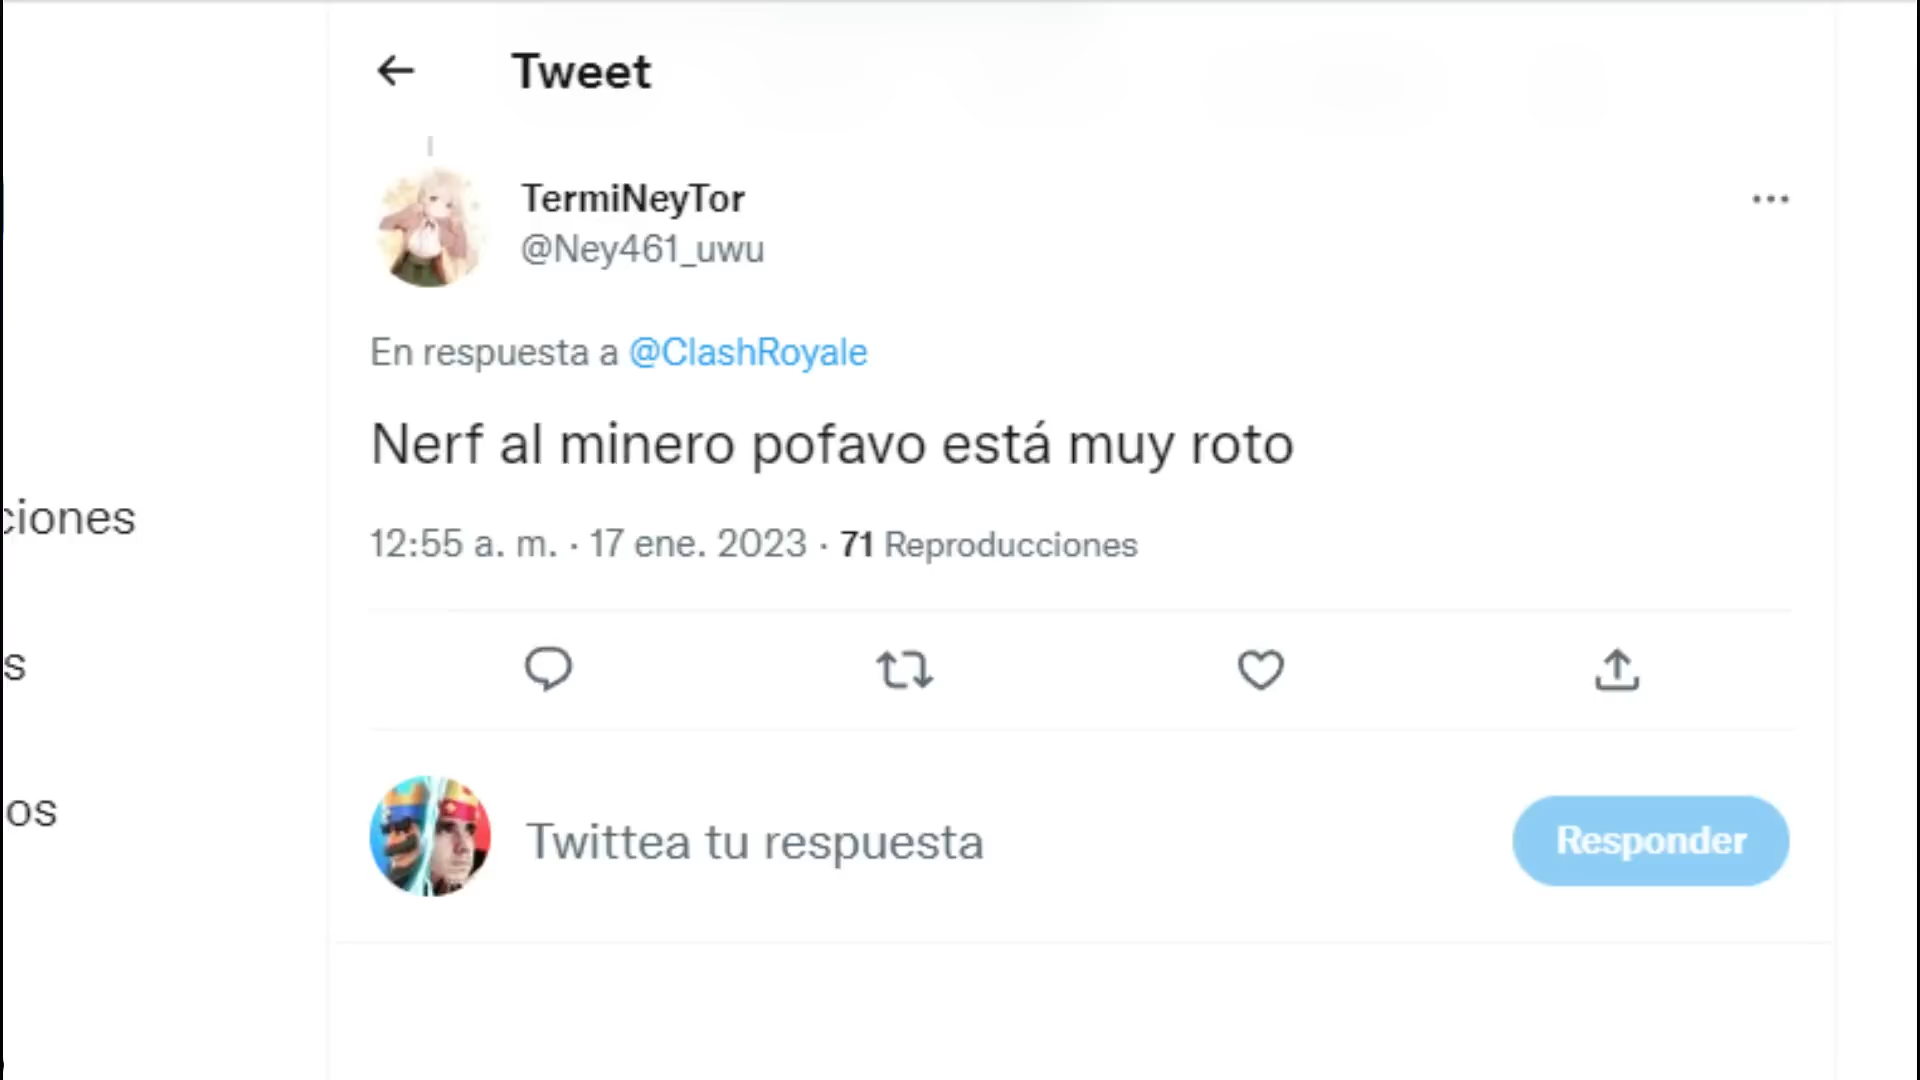 Tweet
TermiNeyTor
@Ney461_uwu
En respuesta a @ClashRoyale
Nerf al minero pofavo está muy roto
12:55 a. m. · 17 ene. 2023 · 71 Reproducciones
ciones
s
os
Twittea tu respuesta
Responder